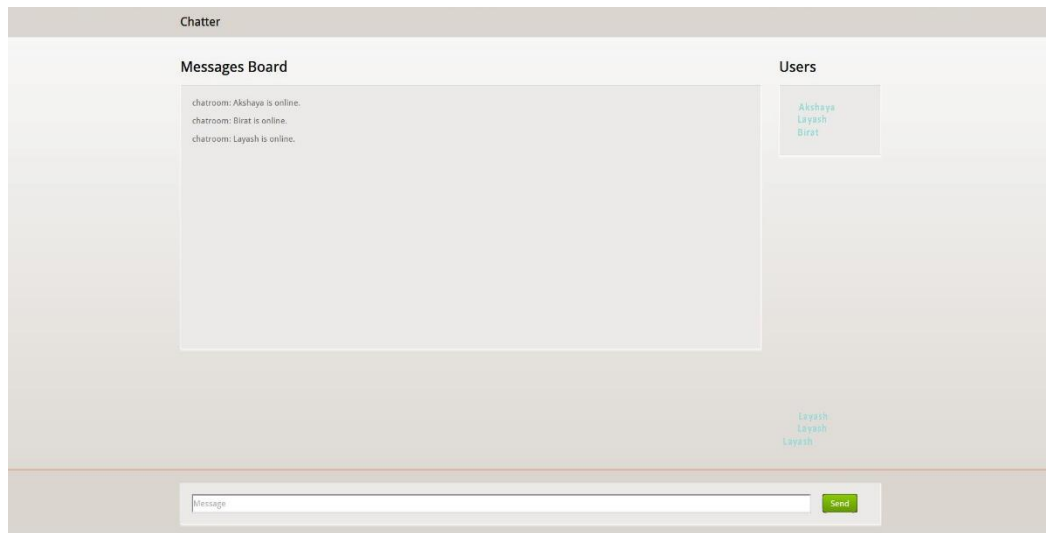 Chatter
Messages Board
Users
chatroom: Akshaya is online.
chatroom: Birat is online.
chatroom: Layash is online.
Akshaya
Layash
Birat
Layash
Layash
Layash
Message
Send